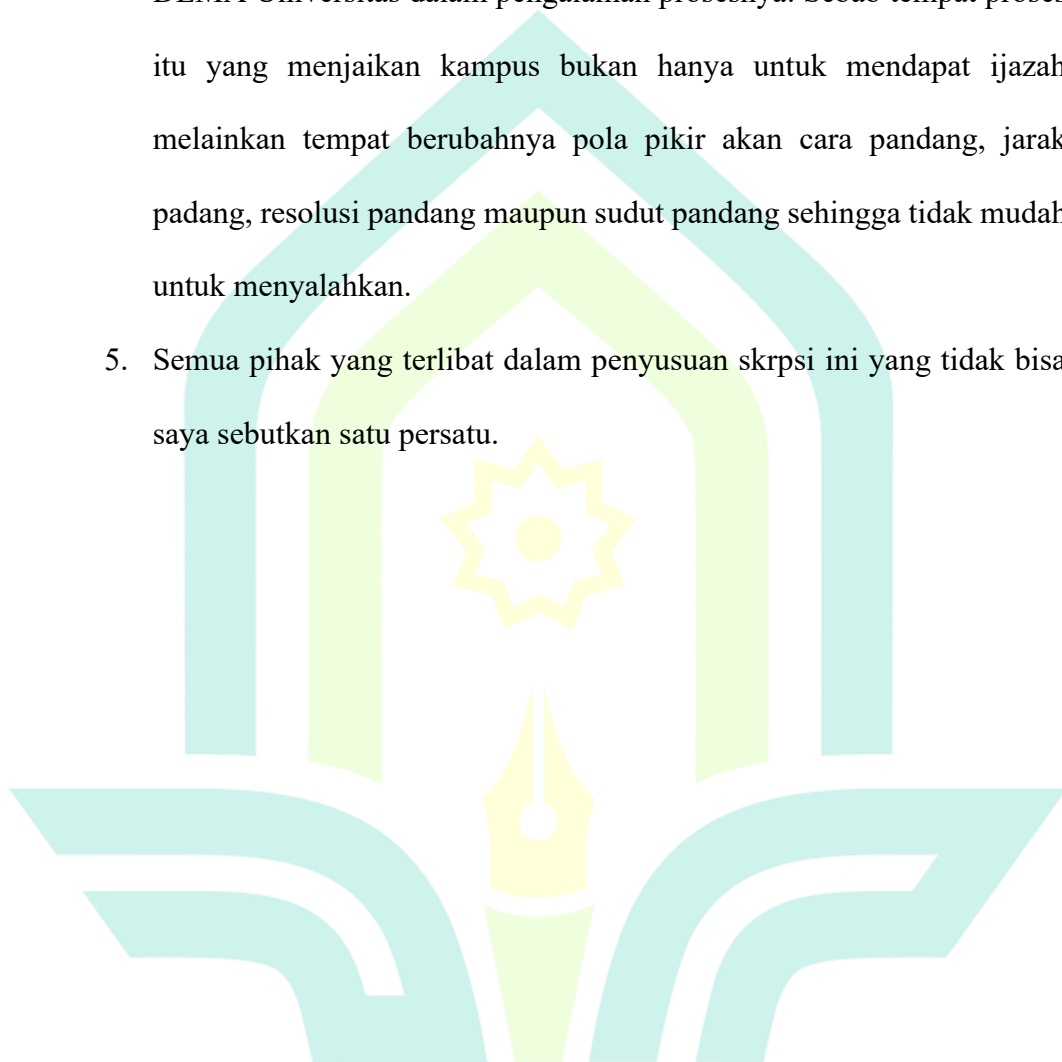 DEMA Universitas dalam pengalaman prosesnya. Sebab tempat proses
itu yang menjaikan kampus bukan hanya untuk mendapat ijazah
melainkan tempat berubahnya pola pikir akan cara pandang, jarak
padang, resolusi pandang maupun sudut pandang sehingga tidak mudah
untuk menyalahkan.
5. Semua pihak yang terlibat dalam penyusuan skrpsi ini yang tidak bisa
saya sebutkan satu persatu.